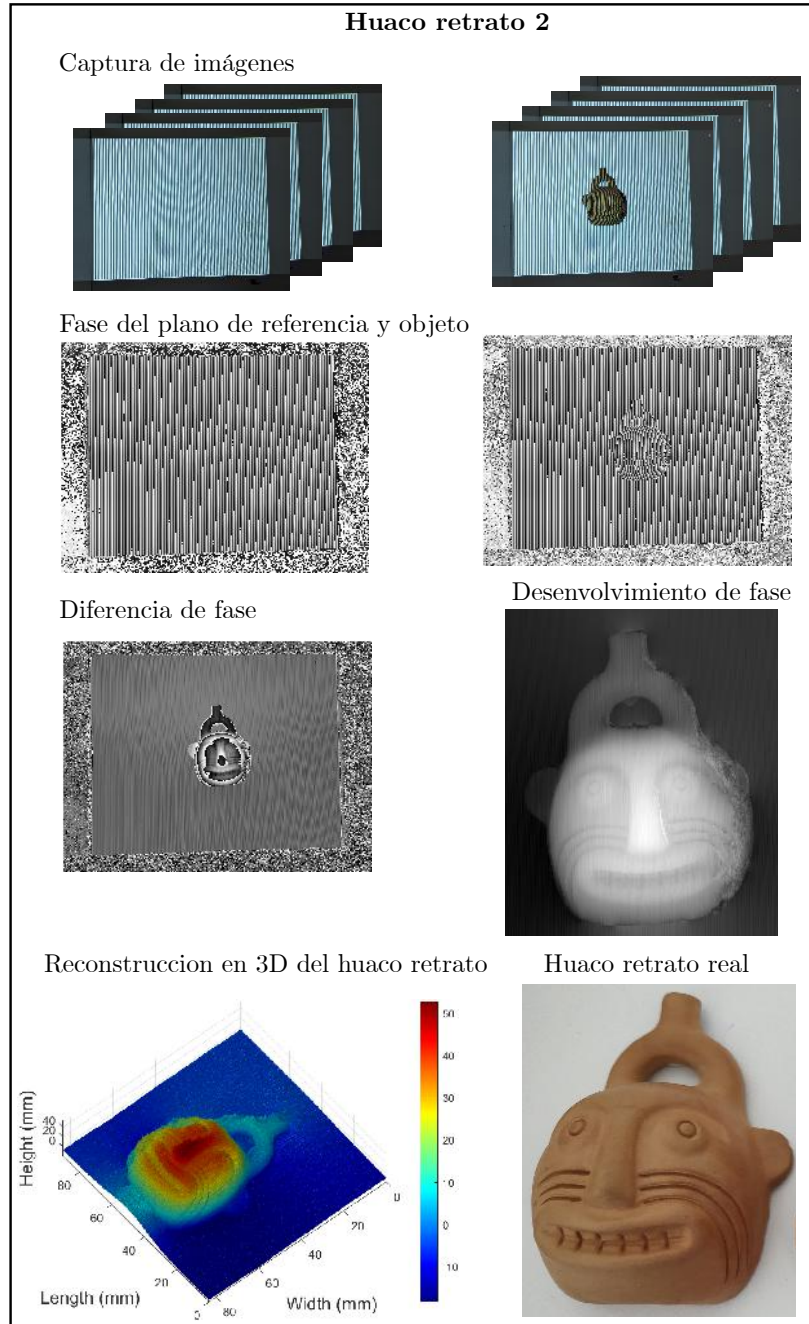 Huaco retrato 2
Captura de imágenes
Fase del plano de referencia y objeto
Diferencia de fase
Desenvolvimiento de fase
Reconstruccion en 3D del huaco retrato
Huaco retrato real
50
40
30
20
10
0
10
Height (mm)
40
20
0
80
60
40
20
0
Length (mm)
80
60
40
20
0
Width (mm)